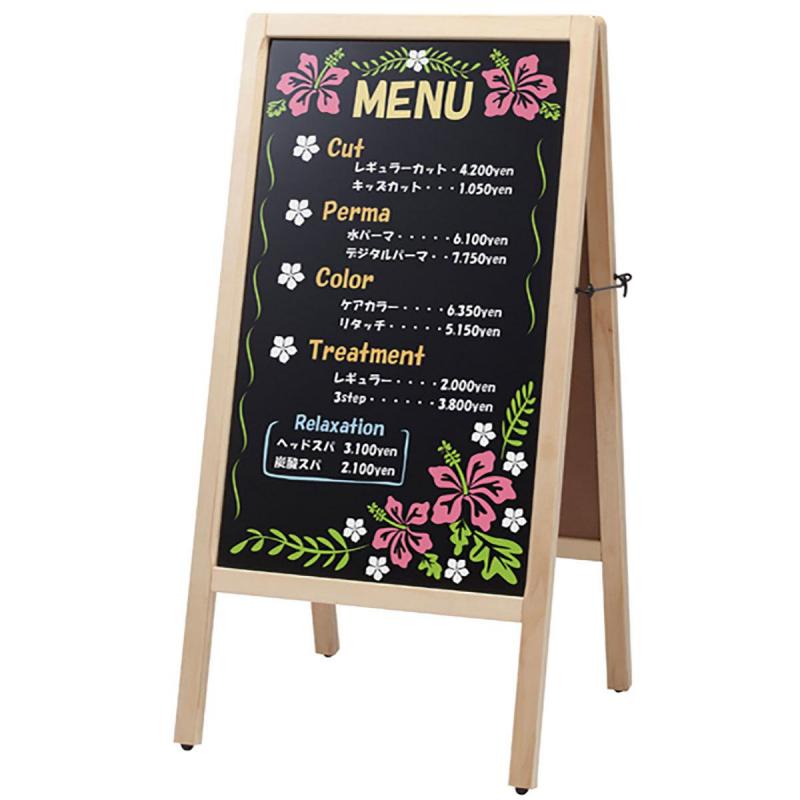 MENU
Cut
レギュラーカット・4.200yen
キッズカット・・・1.050yen
Perma
水パーマ・・・・・6.100yen
デジタルパーマ・・7.750yen
Color
ケアカラー・・・・6.350yen
リタッチ・・・・・5.150yen
Treatment
レギュラー・・・・2.000yen
3step・・・・・・3.800yen
Relaxation
ヘッドスパ 3.100yen
炭酸スパ 2.100yen